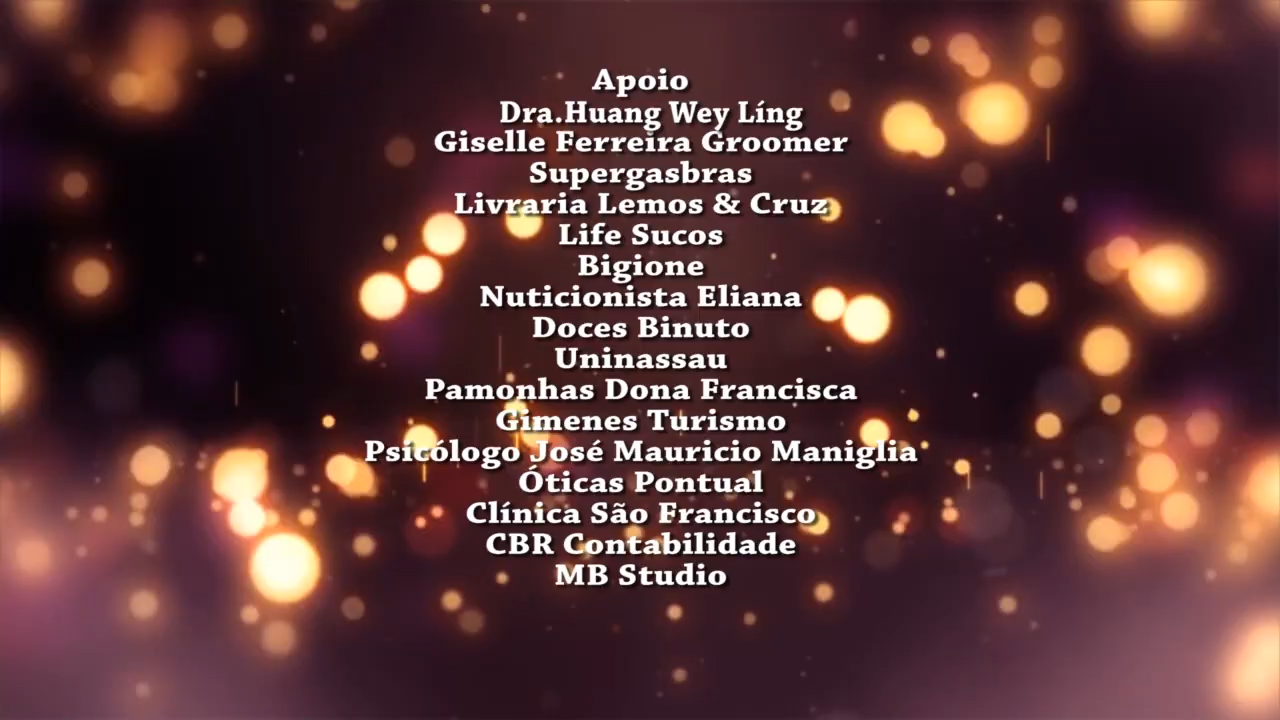 Apoio
Dra.Huang Wey Líng
Giselle Ferreira Groomer
Supergasbras
Livraria Lemos & Cruz
Life Sucos
Bigione
Nuticionista Eliana
Doces Binuto
Uninassau
Pamonhas Dona Francisca
Gimenes Turismo
Psicólogo José Mauricio Maniglia
Óticas Pontual
Clínica São Francisco
CBR Contabilidade
MB Studio